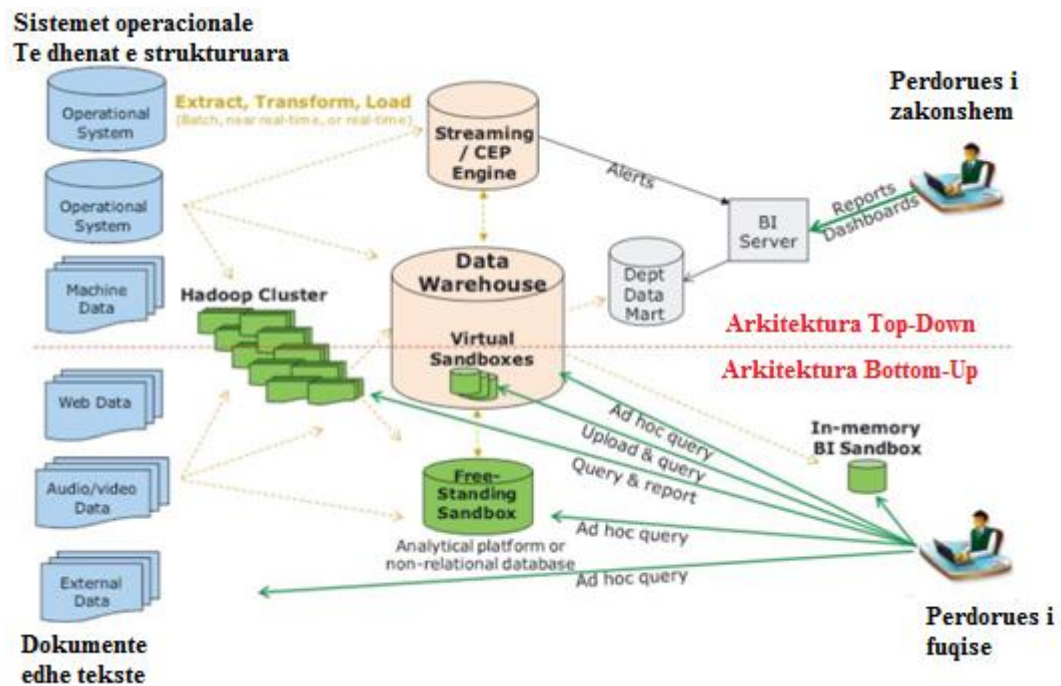 Sistemet operacionale
Te dhenat e strukturuara
Operational
System
Extract, Transform, Load
(Batch, near real-time, or real-time)
Streaming
/ CEP
Engine
Perdorues i
zakonshem
Operational
System
Alerts
Reports
Dashboards
BI
Server
Machine
Data
Hadoop Cluster
Data
Warehouse
Dept
Data
Mart
Virtual
Sandboxes
Arkitektura Top-Down
Arkitektura Bottom-Up
Web Data
Ad hoc query
Upload & query
Query & report
In-memory
BI Sandbox
Audio/video
Data
Free-
Standing
Sandbox
Ad hoc query
Analytical platform or
non-relational database
Ad hoc query
External
Data
Perdorues i
fuqise
Dokumente
edhe tekste